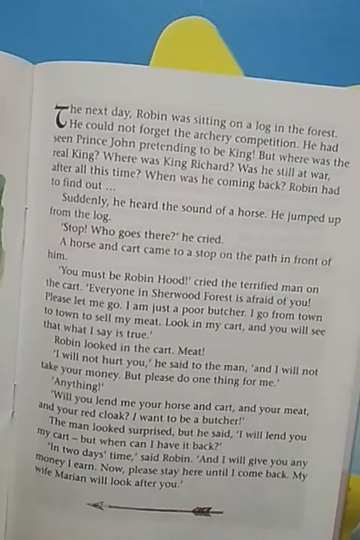 The next day, Robin was sitting on a log in the forest.
He could not forget the archery competition. He had
seen Prince John pretending to be King! But where was the
real King? Where was King Richard? Was he still at war,
after all this time? When was he coming back? Robin had
to find out ...
Suddenly, he heard the sound of a horse. He jumped up
from the log.
'Stop! Who goes there?' he cried.
A horse and cart came to a stop on the path in front of
him.
'You must be Robin Hood!' cried the terrified man on
the cart. 'Everyone in Sherwood Forest is afraid of you!
Please let me go. I am just a poor butcher. I go from town
to town to sell my meat. Look in my cart, and you will see
that what I say is true.'
Robin looked in the cart. Meat!
'I will not hurt you,' he said to the man, 'and I will not
take your money. But please do one thing for me.'
'Anything!'
'Will you lend me your horse and cart, and your meat,
and your red cloak? I want to be a butcher!'
The man looked surprised, but he said, 'I will lend you
my cart – but when can I have it back?'
'In two days' time,' said Robin. 'And I will give you any
money I earn. Now, please stay here until I come back. My
wife Marian will look after you.'